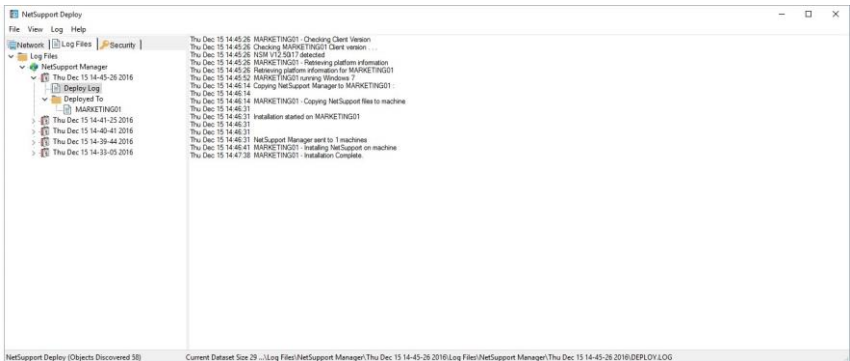 NetSupport Deploy
File View Log Help
Network Log Files Security
Log Files
NetSupport Manager
Thu Dec 15 14-45-26 2016
Deploy Log
Deployed To
MARKETING01
Thu Dec 15 14-41-25 2016
Thu Dec 15 14-40-41 2016
Thu Dec 15 14-39-44 2016
Thu Dec 15 14-33-05 2016
Thu Dec 15 14:45:26 MARKETING01 - Checking Client Version
Thu Dec 15 14:45:26 Checking MARKETING01 Client version . . .
Thu Dec 15 14:45:26 NSM V12.50I17 detected
Thu Dec 15 14:45:26 MARKETING01 - Retrieving platform information
Thu Dec 15 14:45:26 Retrieving platform information for MARKETING01
Thu Dec 15 14:45:52 MARKETING01 running Windows 7
Thu Dec 15 14:46:14 Copying NetSupport Manager to MARKETING01 :
Thu Dec 15 14:46:14
Thu Dec 15 14:46:14 MARKETING01 - Copying NetSupport files to machine
Thu Dec 15 14:46:31
Thu Dec 15 14:46:31 Installation started on MARKETING01
Thu Dec 15 14:46:31
Thu Dec 15 14:46:31
Thu Dec 15 14:46:31 NetSupport Manager sent to 1 machines
Thu Dec 15 14:46:41 MARKETING01 - Installing NetSupport on machine
Thu Dec 15 14:47:38 MARKETING01 - Installation Complete.
NetSupport Deploy (Objects Discovered 58) Current Dataset Size 29 ...\Log Files\NetSupport Manager\Thu Dec 15 14-45-26 2016\Log Files\NetSupport Manager\Thu Dec 15 14-45-26 2016\DEPLOY.LOG